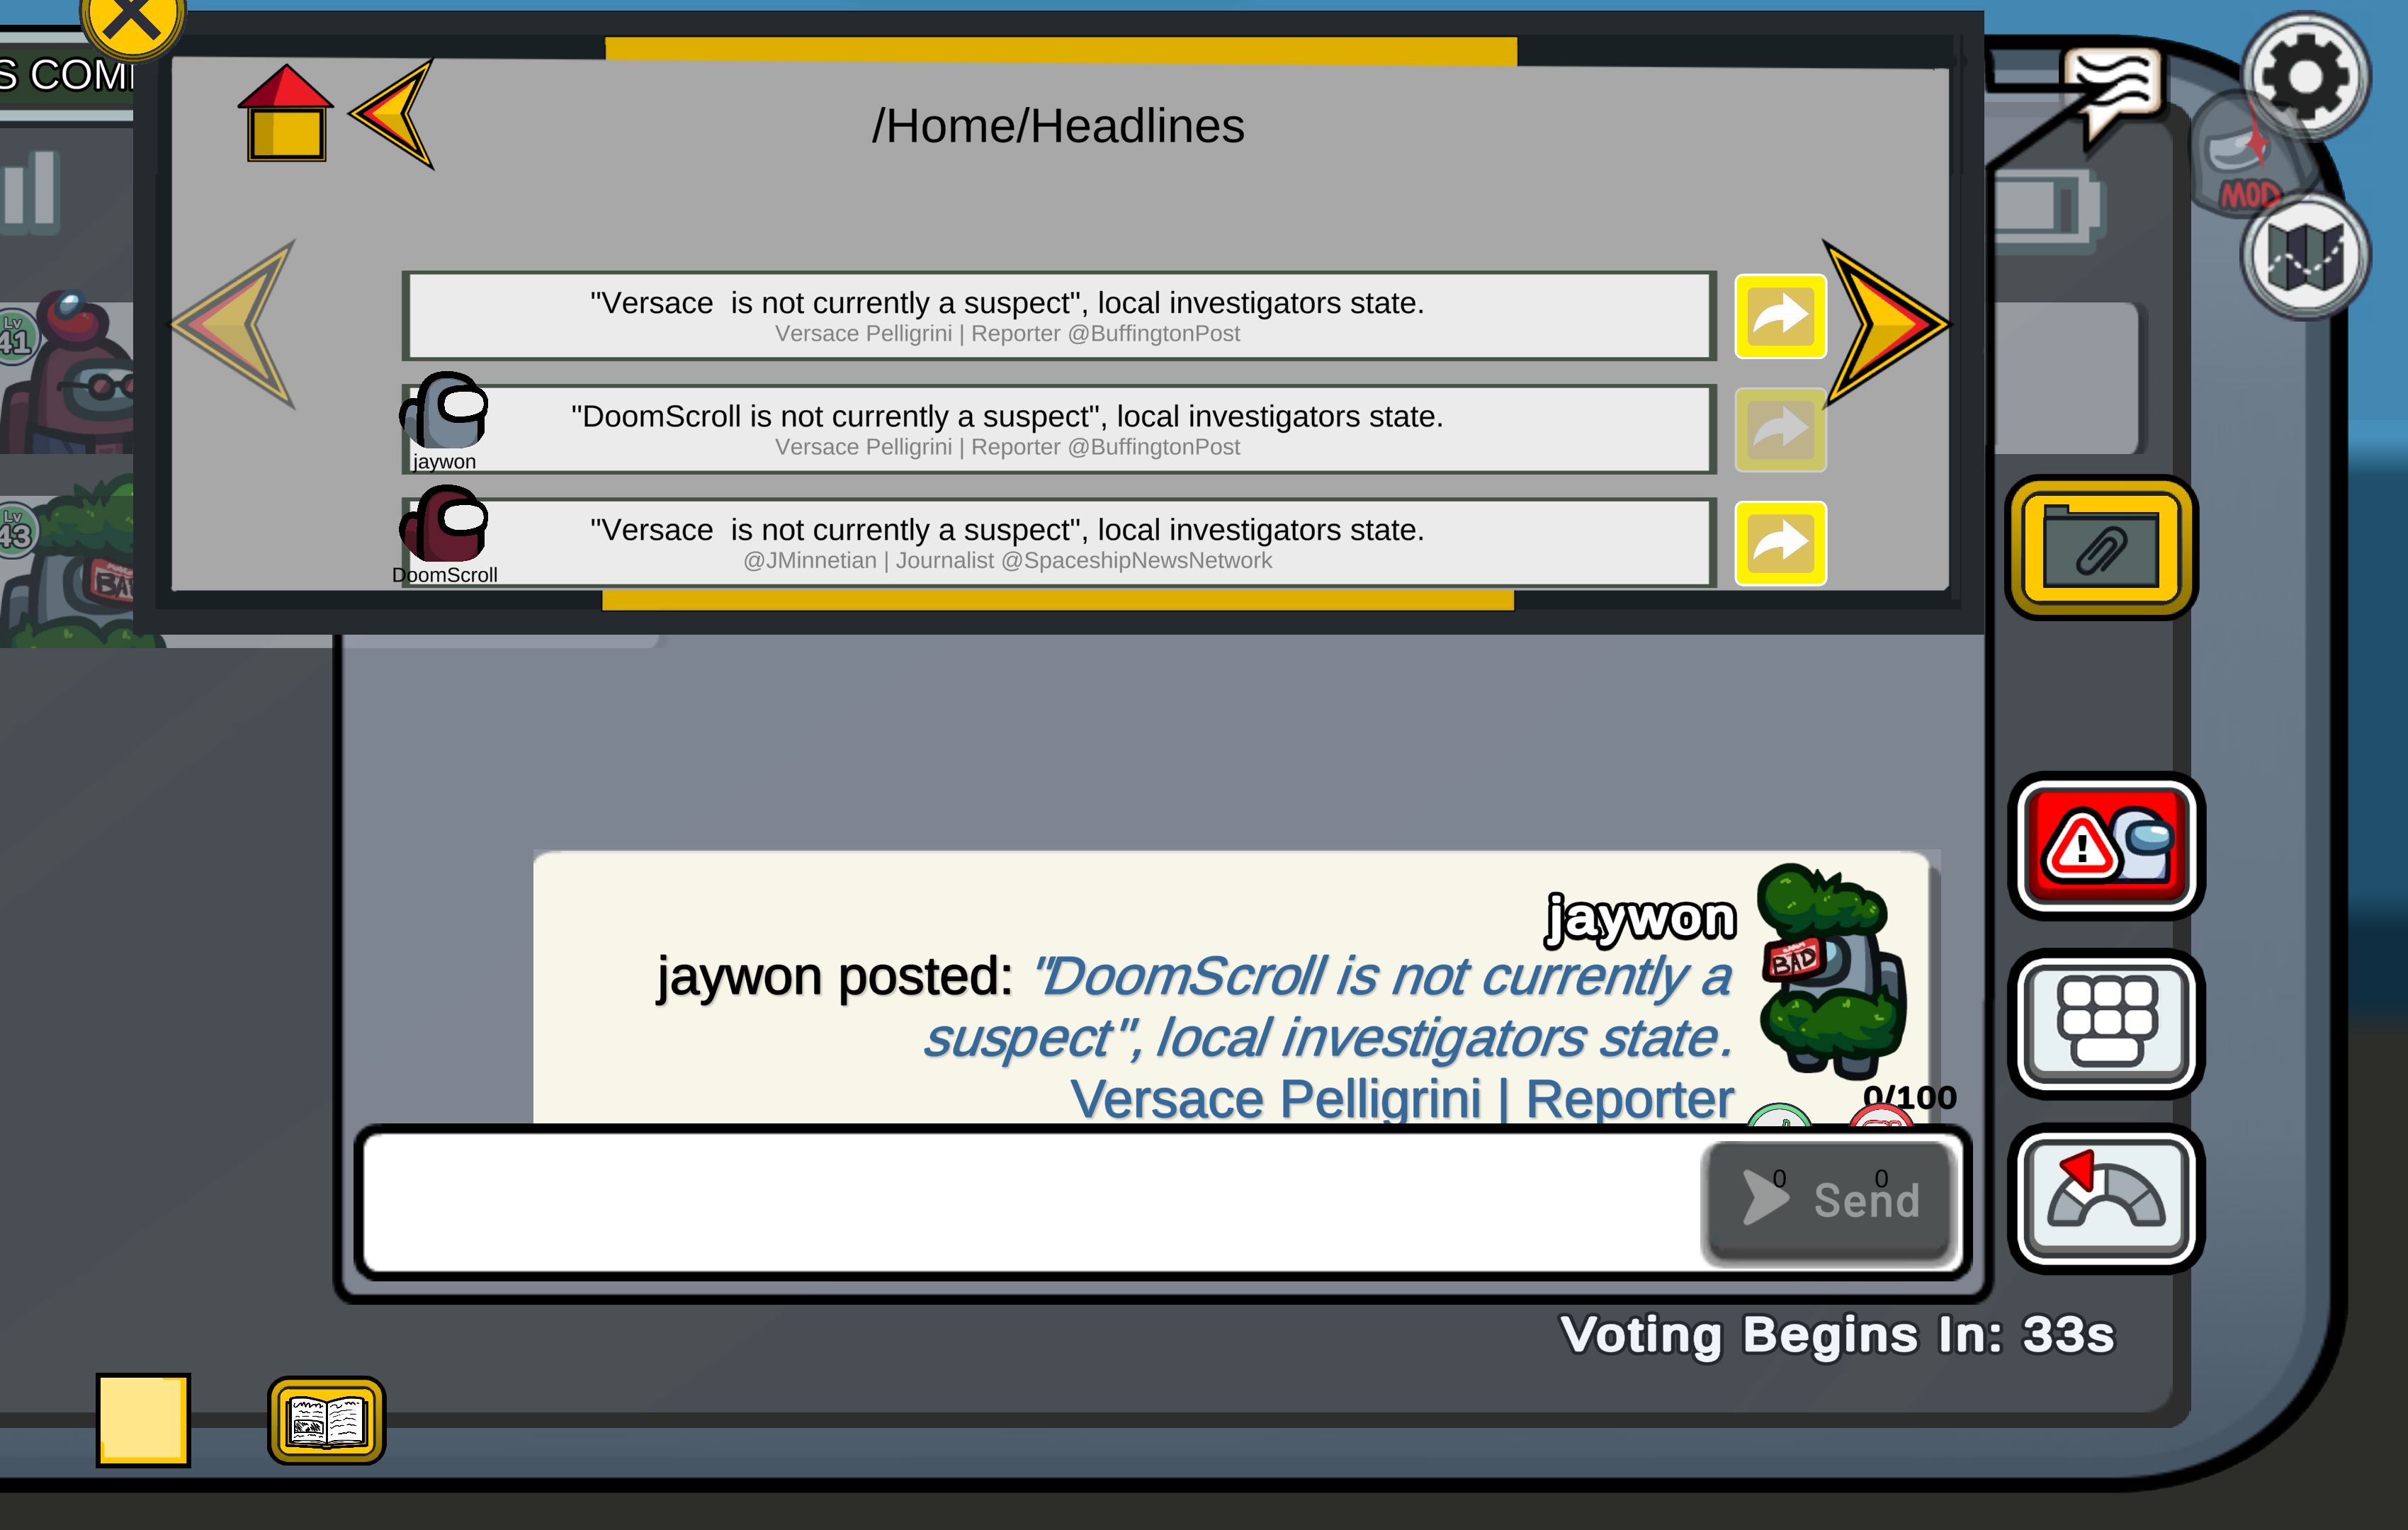 S COM
/Home/Headlines
"Versace  is not currently a suspect", local investigators state.
Versace Pelligrini | Reporter @BuffingtonPost
"DoomScroll is not currently a suspect", local investigators state.
Versace Pelligrini | Reporter @BuffingtonPost
jaywon
"Versace  is not currently a suspect", local investigators state.
@JMinnetian | Journalist @SpaceshipNewsNetwork
DoomScroll
MOD
Lv
41
Lv
43
BA
jaywon
jaywon posted: "DoomScroll is not currently a
suspect", local investigators state.
Versace Pelligrini | Reporter
BAD
0/100
0 0
Send
Voting Begins In: 33s